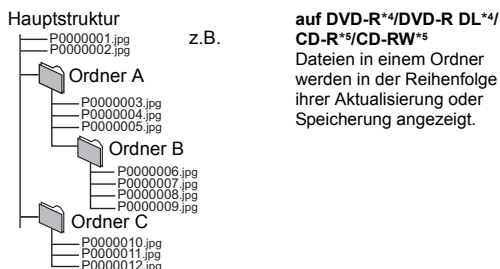 Hauptstruktur
P0000001.jpg
P0000002.jpg
z.B.
Ordner A
P0000003.jpg
P0000004.jpg
P0000005.jpg
Ordner B
P0000006.jpg
P0000007.jpg
P0000008.jpg
P0000009.jpg
Ordner C
P0000010.jpg
P0000011.jpg
P0000012.jpg
auf DVD-R*4/DVD-R DL*4/
CD-R*5/CD-RW*5
Dateien in einem Ordner
werden in der Reihenfolge
ihrer Aktualisierung oder
Speicherung angezeigt.